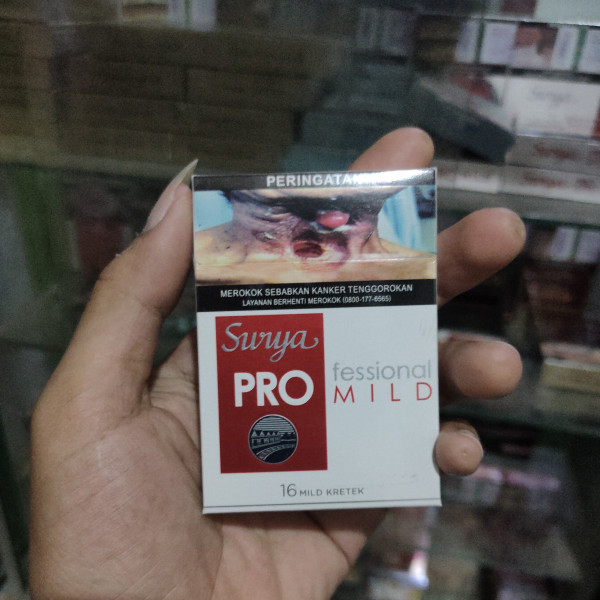 PERINGATAN
MEROKOK SEBABKAN KANKER TENGGOROKAN
LAYANAN BERHENTI MEROKOK (0800-177-6565)
Surya
PRO fessional
MILD
16 MILD KRETEK